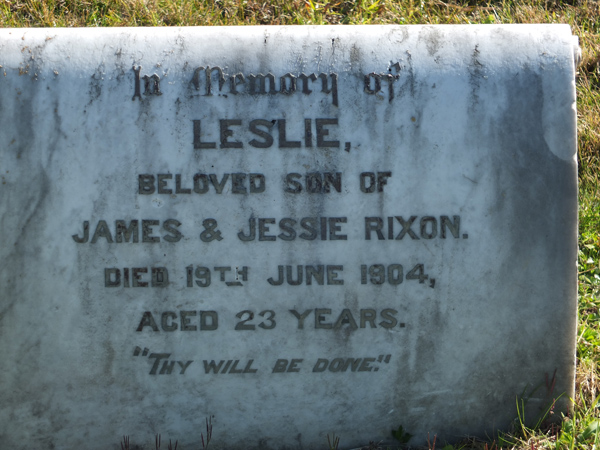 In Memory of
LESLIE,
BELOVED SON OF
JAMES & JESSIE RIXON.
DIED 19TH JUNE 1904,
AGED 23 YEARS.
"THY WILL BE DONE."